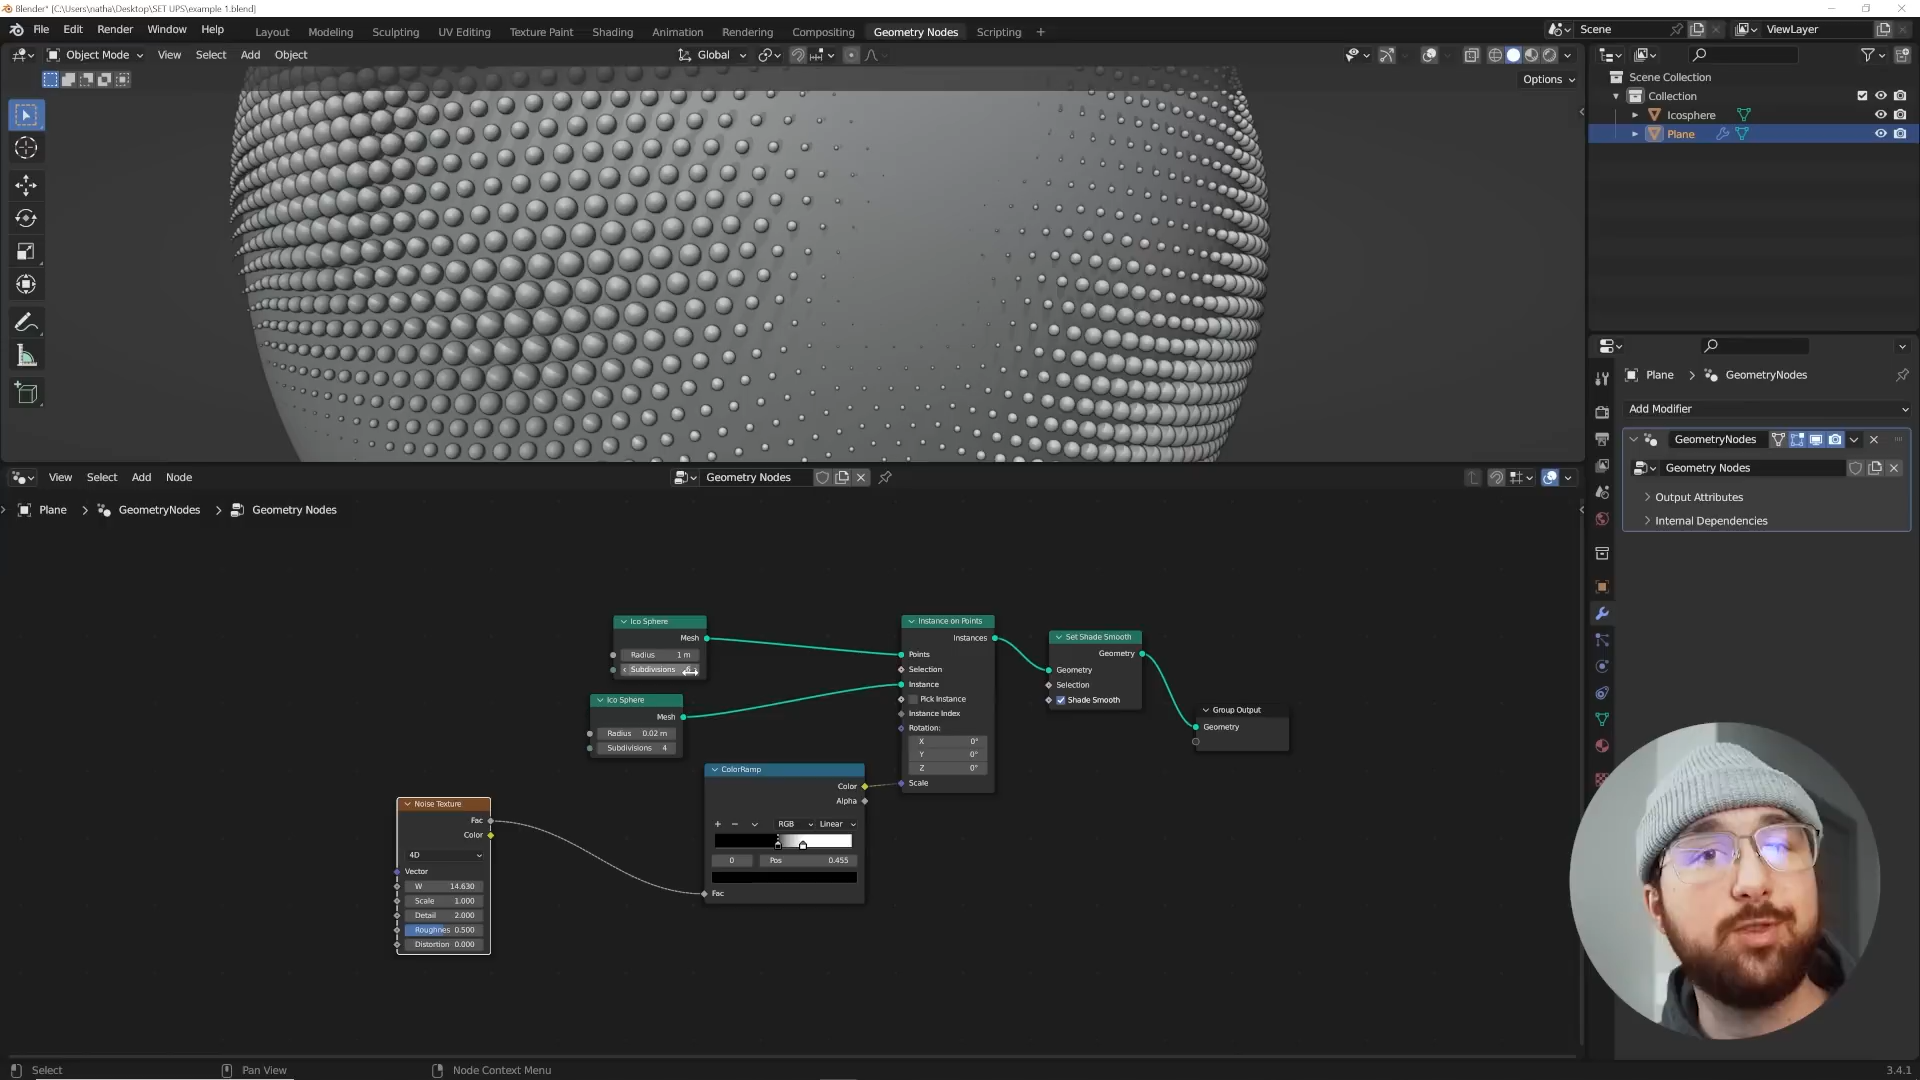 Blender* [C:\Users\natha\Desktop\SET UPS\example 1.blend]
File Edit Render Window Help Layout Modeling Sculpting UV Editing Texture Paint Shading Animation Rendering Compositing Geometry Nodes Scripting + Scene ViewLayer
Object Mode View Select Add Object Global
Options
Scene Collection
Collection
Icosphere
Plane
Plane > GeometryNodes
Add Modifier
GeometryNodes
Geometry Nodes
Output Attributes
Internal Dependencies
View Select Add Node Geometry Nodes
Plane > GeometryNodes > Geometry Nodes
Ico Sphere
Mesh
Radius 1 m
Subdivisions
Ico Sphere
Mesh
Radius 0.02 m
Subdivisions 4
Instance on Points
Instances
Points
Selection
Instance
Pick Instance
Instance Index
Rotation:
X 0°
Y 0°
Z 0°
Scale
Set Shade Smooth
Geometry
Geometry
Selection
Shade Smooth
Group Output
Geometry
ColorRamp
Color
Alpha
+ − RGB Linear
0 Pos 0.455
Fac
Noise Texture
Fac
Color
4D
Vector
W 14.630
Scale 1.000
Detail 2.000
Roughnes 0.500
Distortion 0.000
Select Pan View Node Context Menu 3.4.1